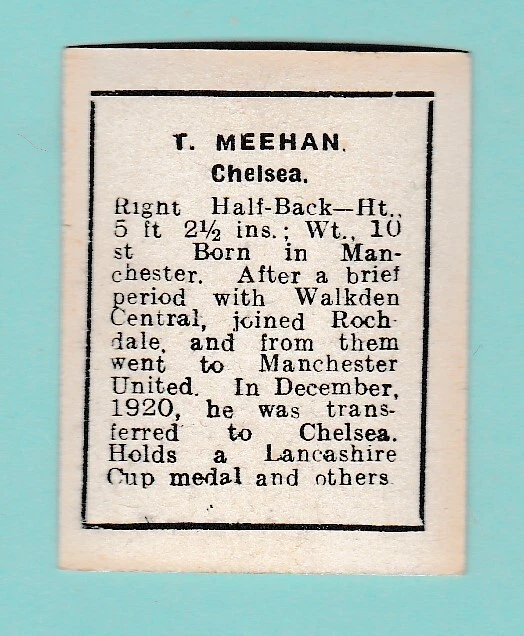 T. MEEHAN.
Chelsea.
Right Half-Back—Ht.,
5 ft 2½ ins.; Wt., 10
st Born in Man-
chester. After a brief
period with Walkden
Central, joined Roch-
dale, and from them
went to Manchester
United. In December,
1920, he was trans-
ferred to Chelsea.
Holds a Lancashire
Cup medal and others